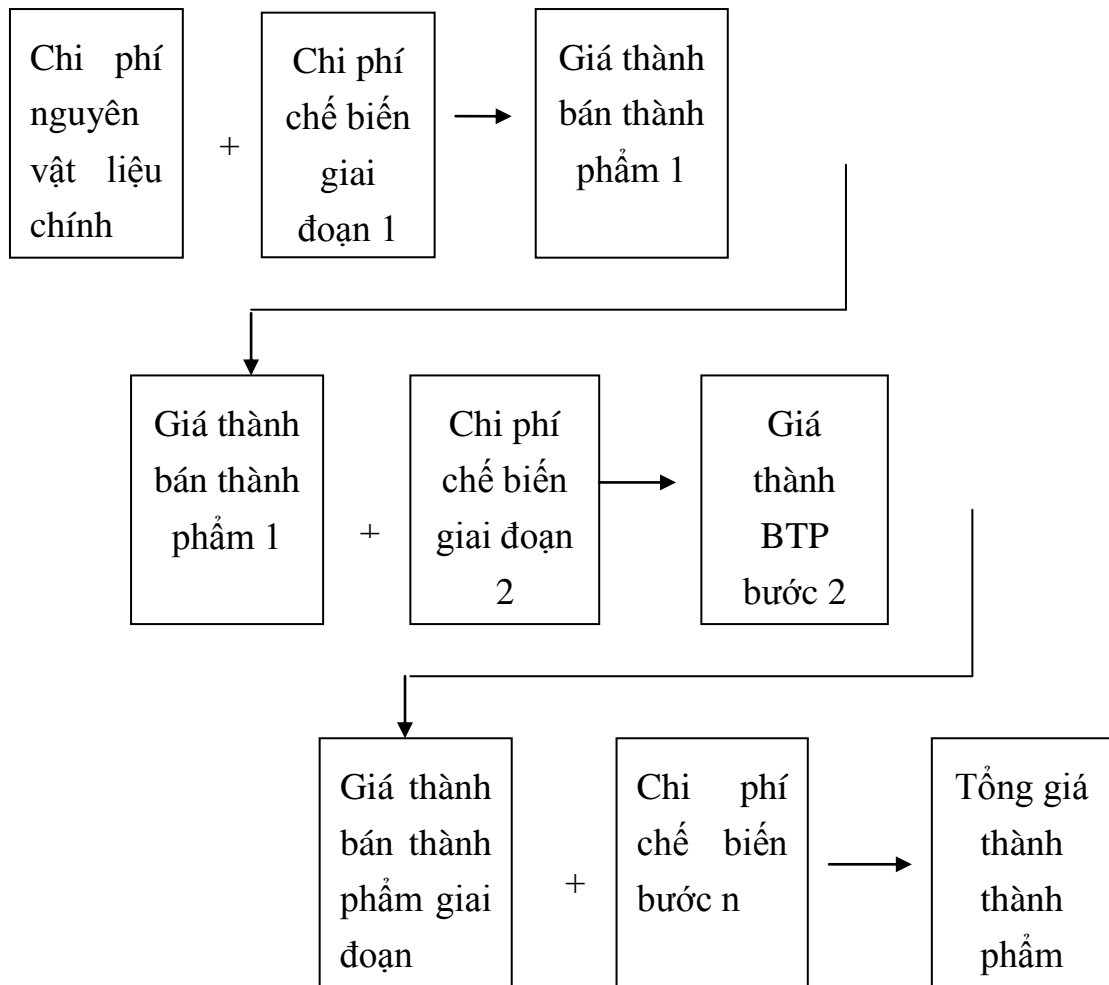 Chi phí
nguyên
vật liệu
chính
+
Chi phí
chế biến
giai
đoạn 1
Giá thành
bán thành
phẩm 1
Giá thành
bán thành
phẩm 1
+
Chi phí
chế biến
giai đoạn
2
Giá
thành
BTP
bước 2
Giá thành
bán thành
phẩm giai
đoạn
+
Chi phí
chế biến
bước n
Tổng giá
thành
thành
phẩm